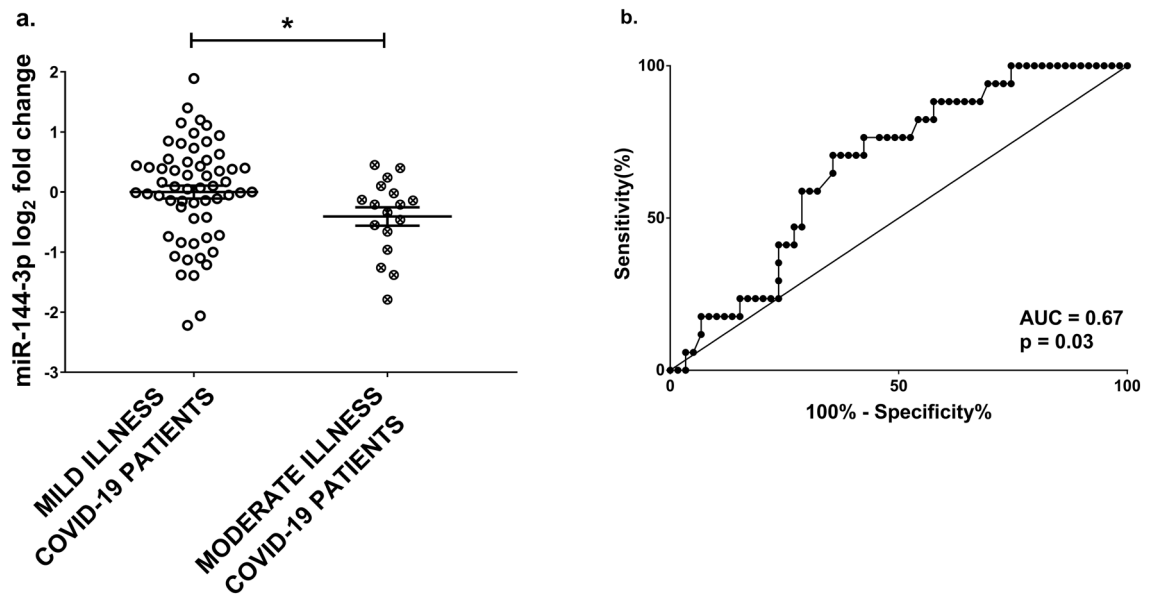 a.
*
miR-144-3p log2 fold change
2
1
0
-1
-2
-3
MILD ILLNESS
COVID-19 PATIENTS
MODERATE ILLNESS
COVID-19 PATIENTS
b.
Sensitivity(%)
100
50
0
AUC = 0.67
p = 0.03
0
50
100
100% - Specificity%